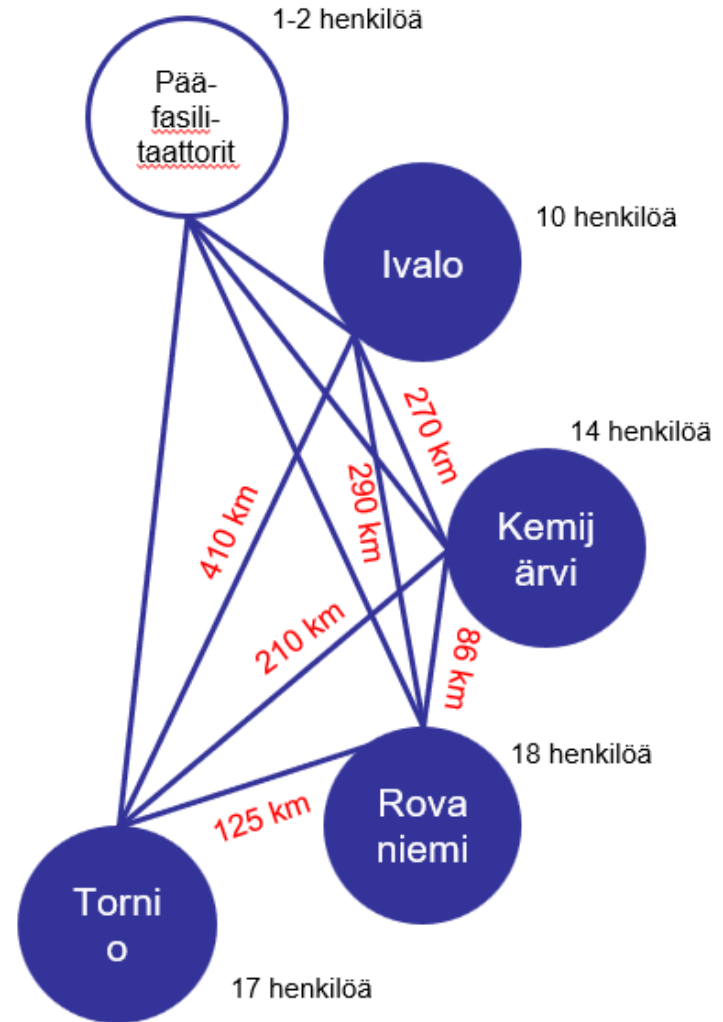 1-2 henkilöä
Pää-
fasili-
taattorit
10 henkilöä
Ivalo
270 km
14 henkilöä
290 km
410 km
Kemij
ärvi
210 km
86 km
18 henkilöä
125 km
Rova
niemi
Torni
o
17 henkilöä